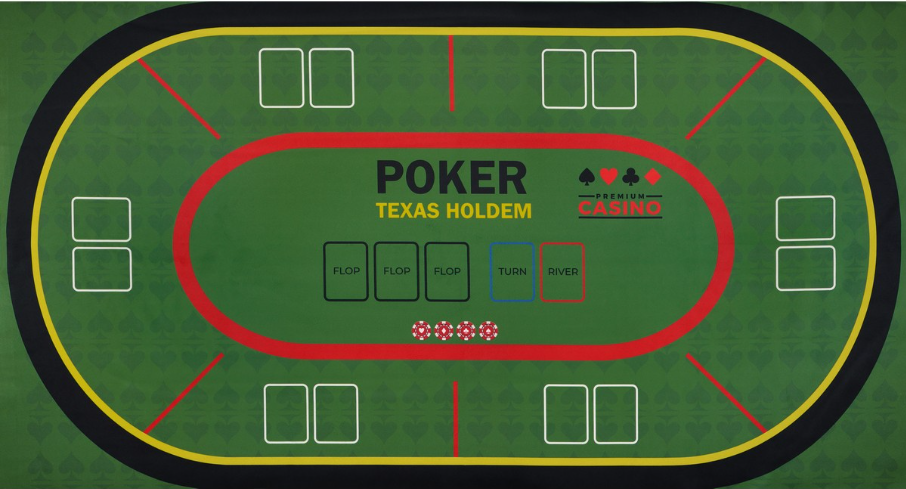 POKER
TEXAS HOLDEM
PREMIUM
CASINO
FLOP FLOP FLOP TURN RIVER